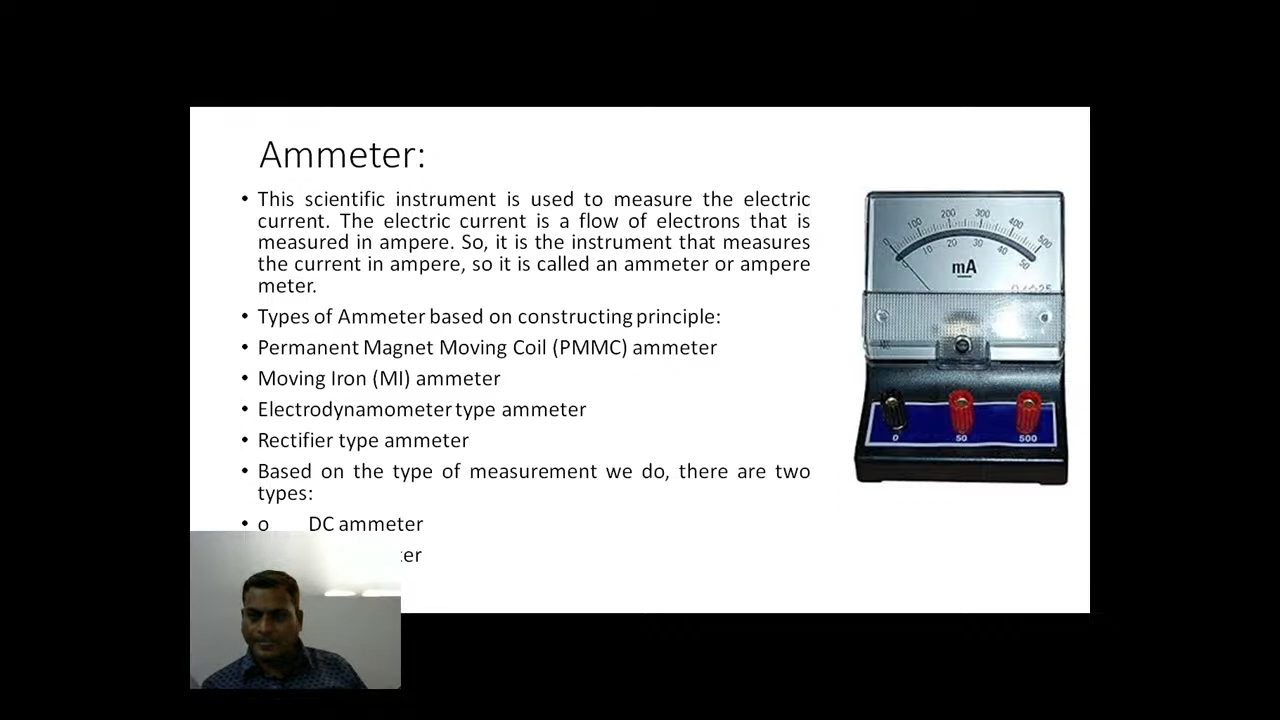 Ammeter:
• This scientific instrument is used to measure the electric
current. The electric current is a flow of electrons that is
measured in ampere. So, it is the instrument that measures
the current in ampere, so it is called an ammeter or ampere
meter.
• Types of Ammeter based on constructing principle:
• Permanent Magnet Moving Coil (PMMC) ammeter
• Moving Iron (MI) ammeter
• Electrodynamometer type ammeter
• Rectifier type ammeter
• Based on the type of measurement we do, there are two
types:
• o DC ammeter
0 100 200 300 400 500
0 10 20 30 40 50
mA
0 50 500